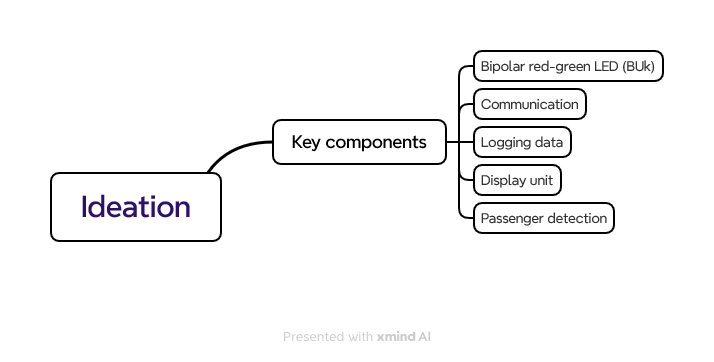 Ideation
Key components
Bipolar red-green LED (BUk)
Communication
Logging data
Display unit
Passenger detection
Presented with xmind AI